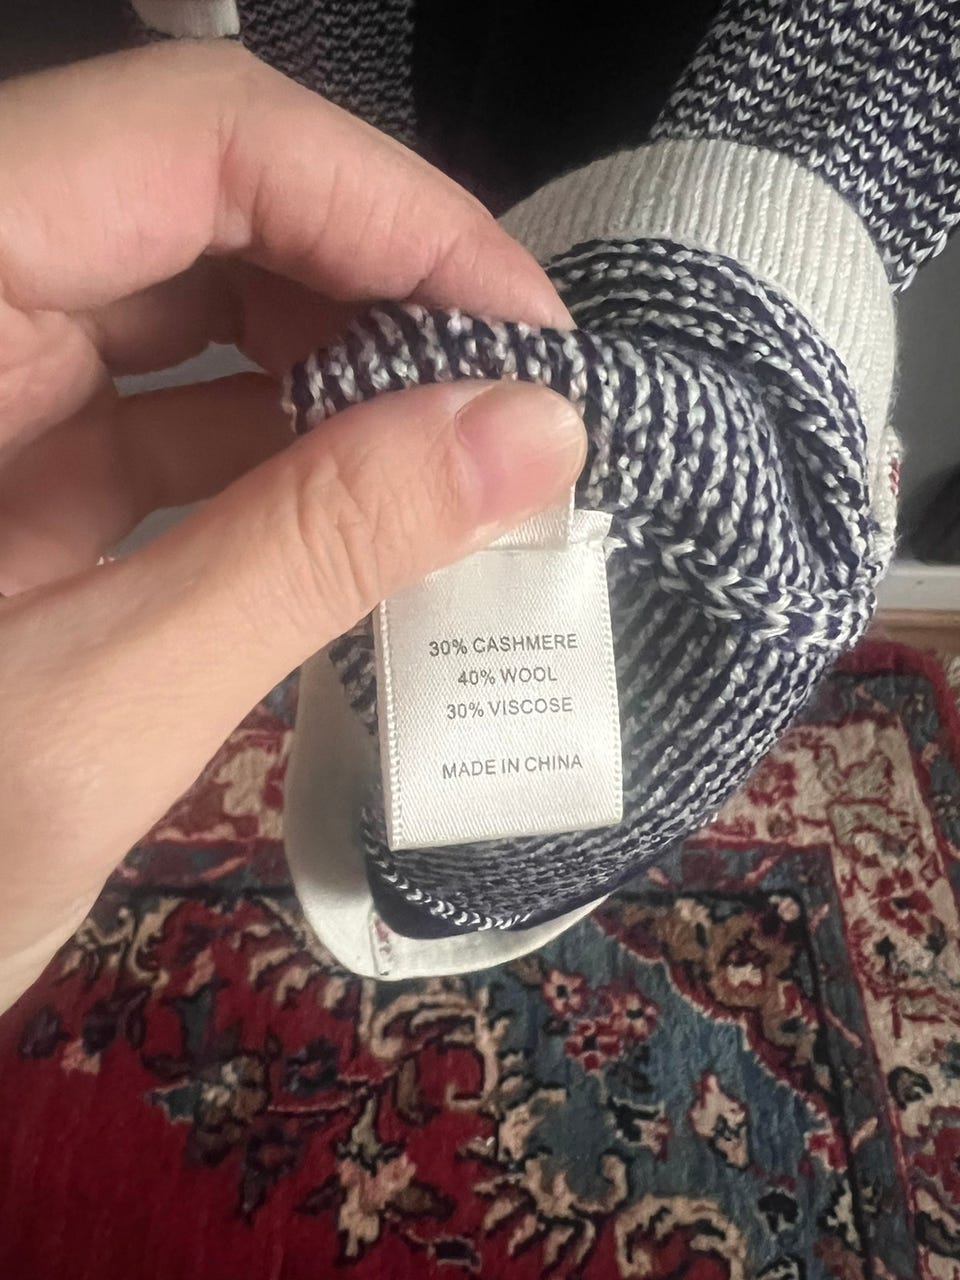 30% CASHMERE
40% WOOL
30% VISCOSE
MADE IN CHINA